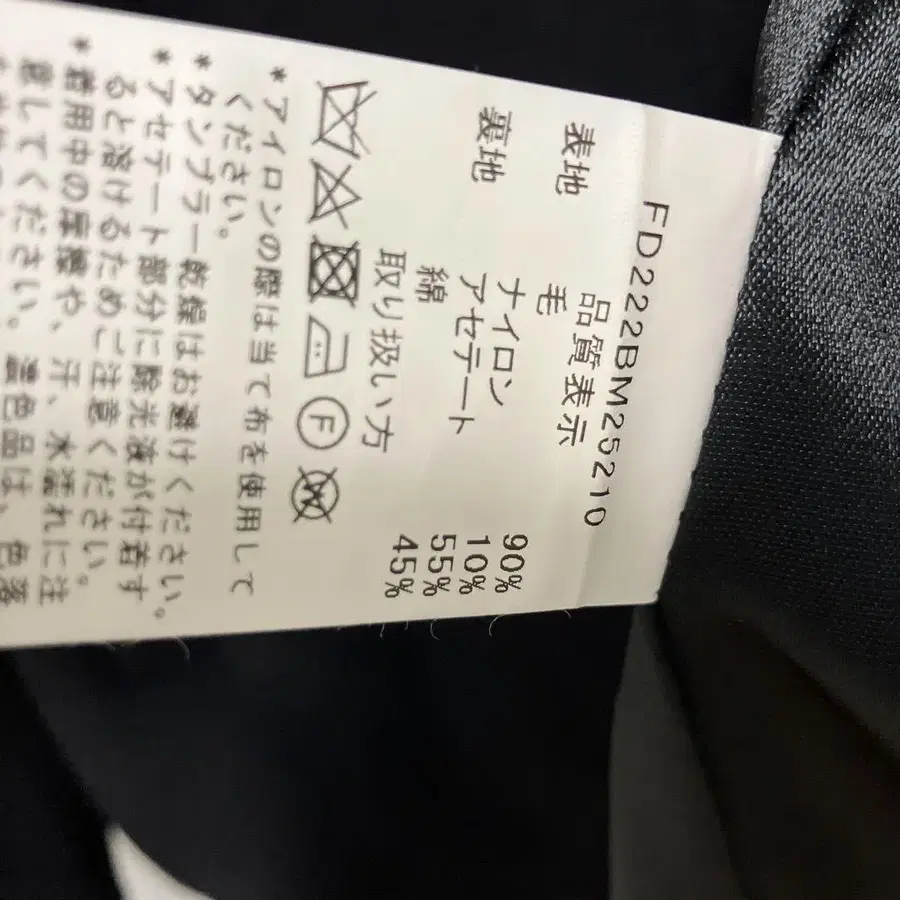 FD222BM25210
品質表示
表地 毛 90%
ナイロン 10%
裏地 アセテート 55%
綿 45%
取り扱い方
F W
*アイロンの際は当て布を使用して
ください。
*タンブラー乾燥はお避けください。
*アセテート部分に除光液が付着す
ると溶けるためご注意ください。
*着用中の摩擦や、汗、水濡れに注
意してください。濃色品は、色落